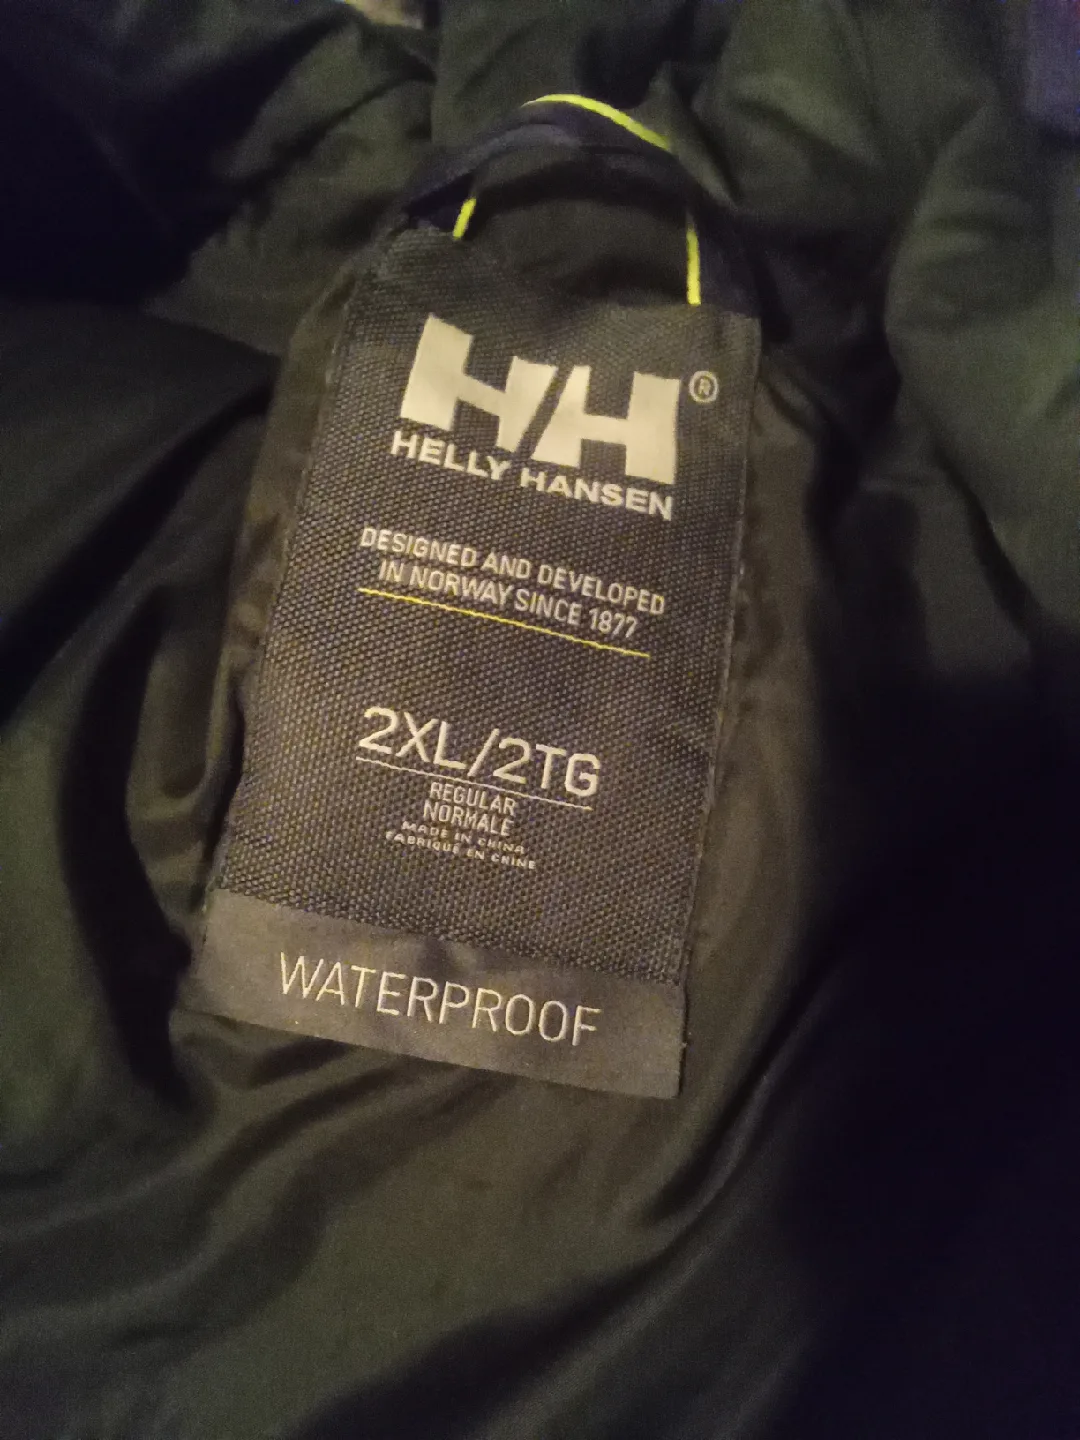 H/H®
HELLY HANSEN
DESIGNED AND DEVELOPED
IN NORWAY SINCE 1877
2XL/2TG
REGULAR
NORMALE
MADE IN CHINA
FABRIQUÉ EN CHINE
WATERPROOF